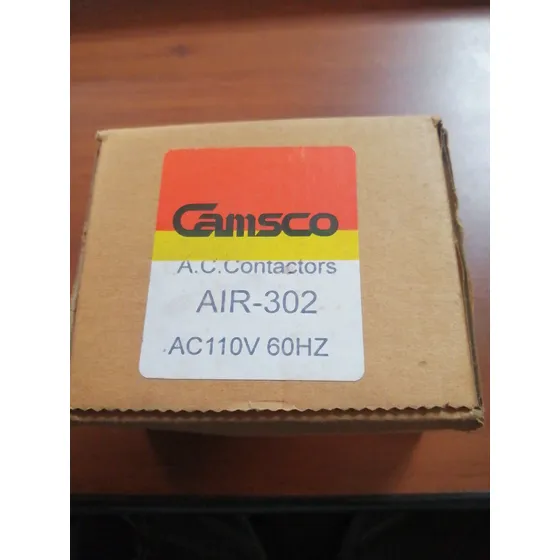 Camsco
A.C.Contactors
AIR-302
AC110V 60HZ